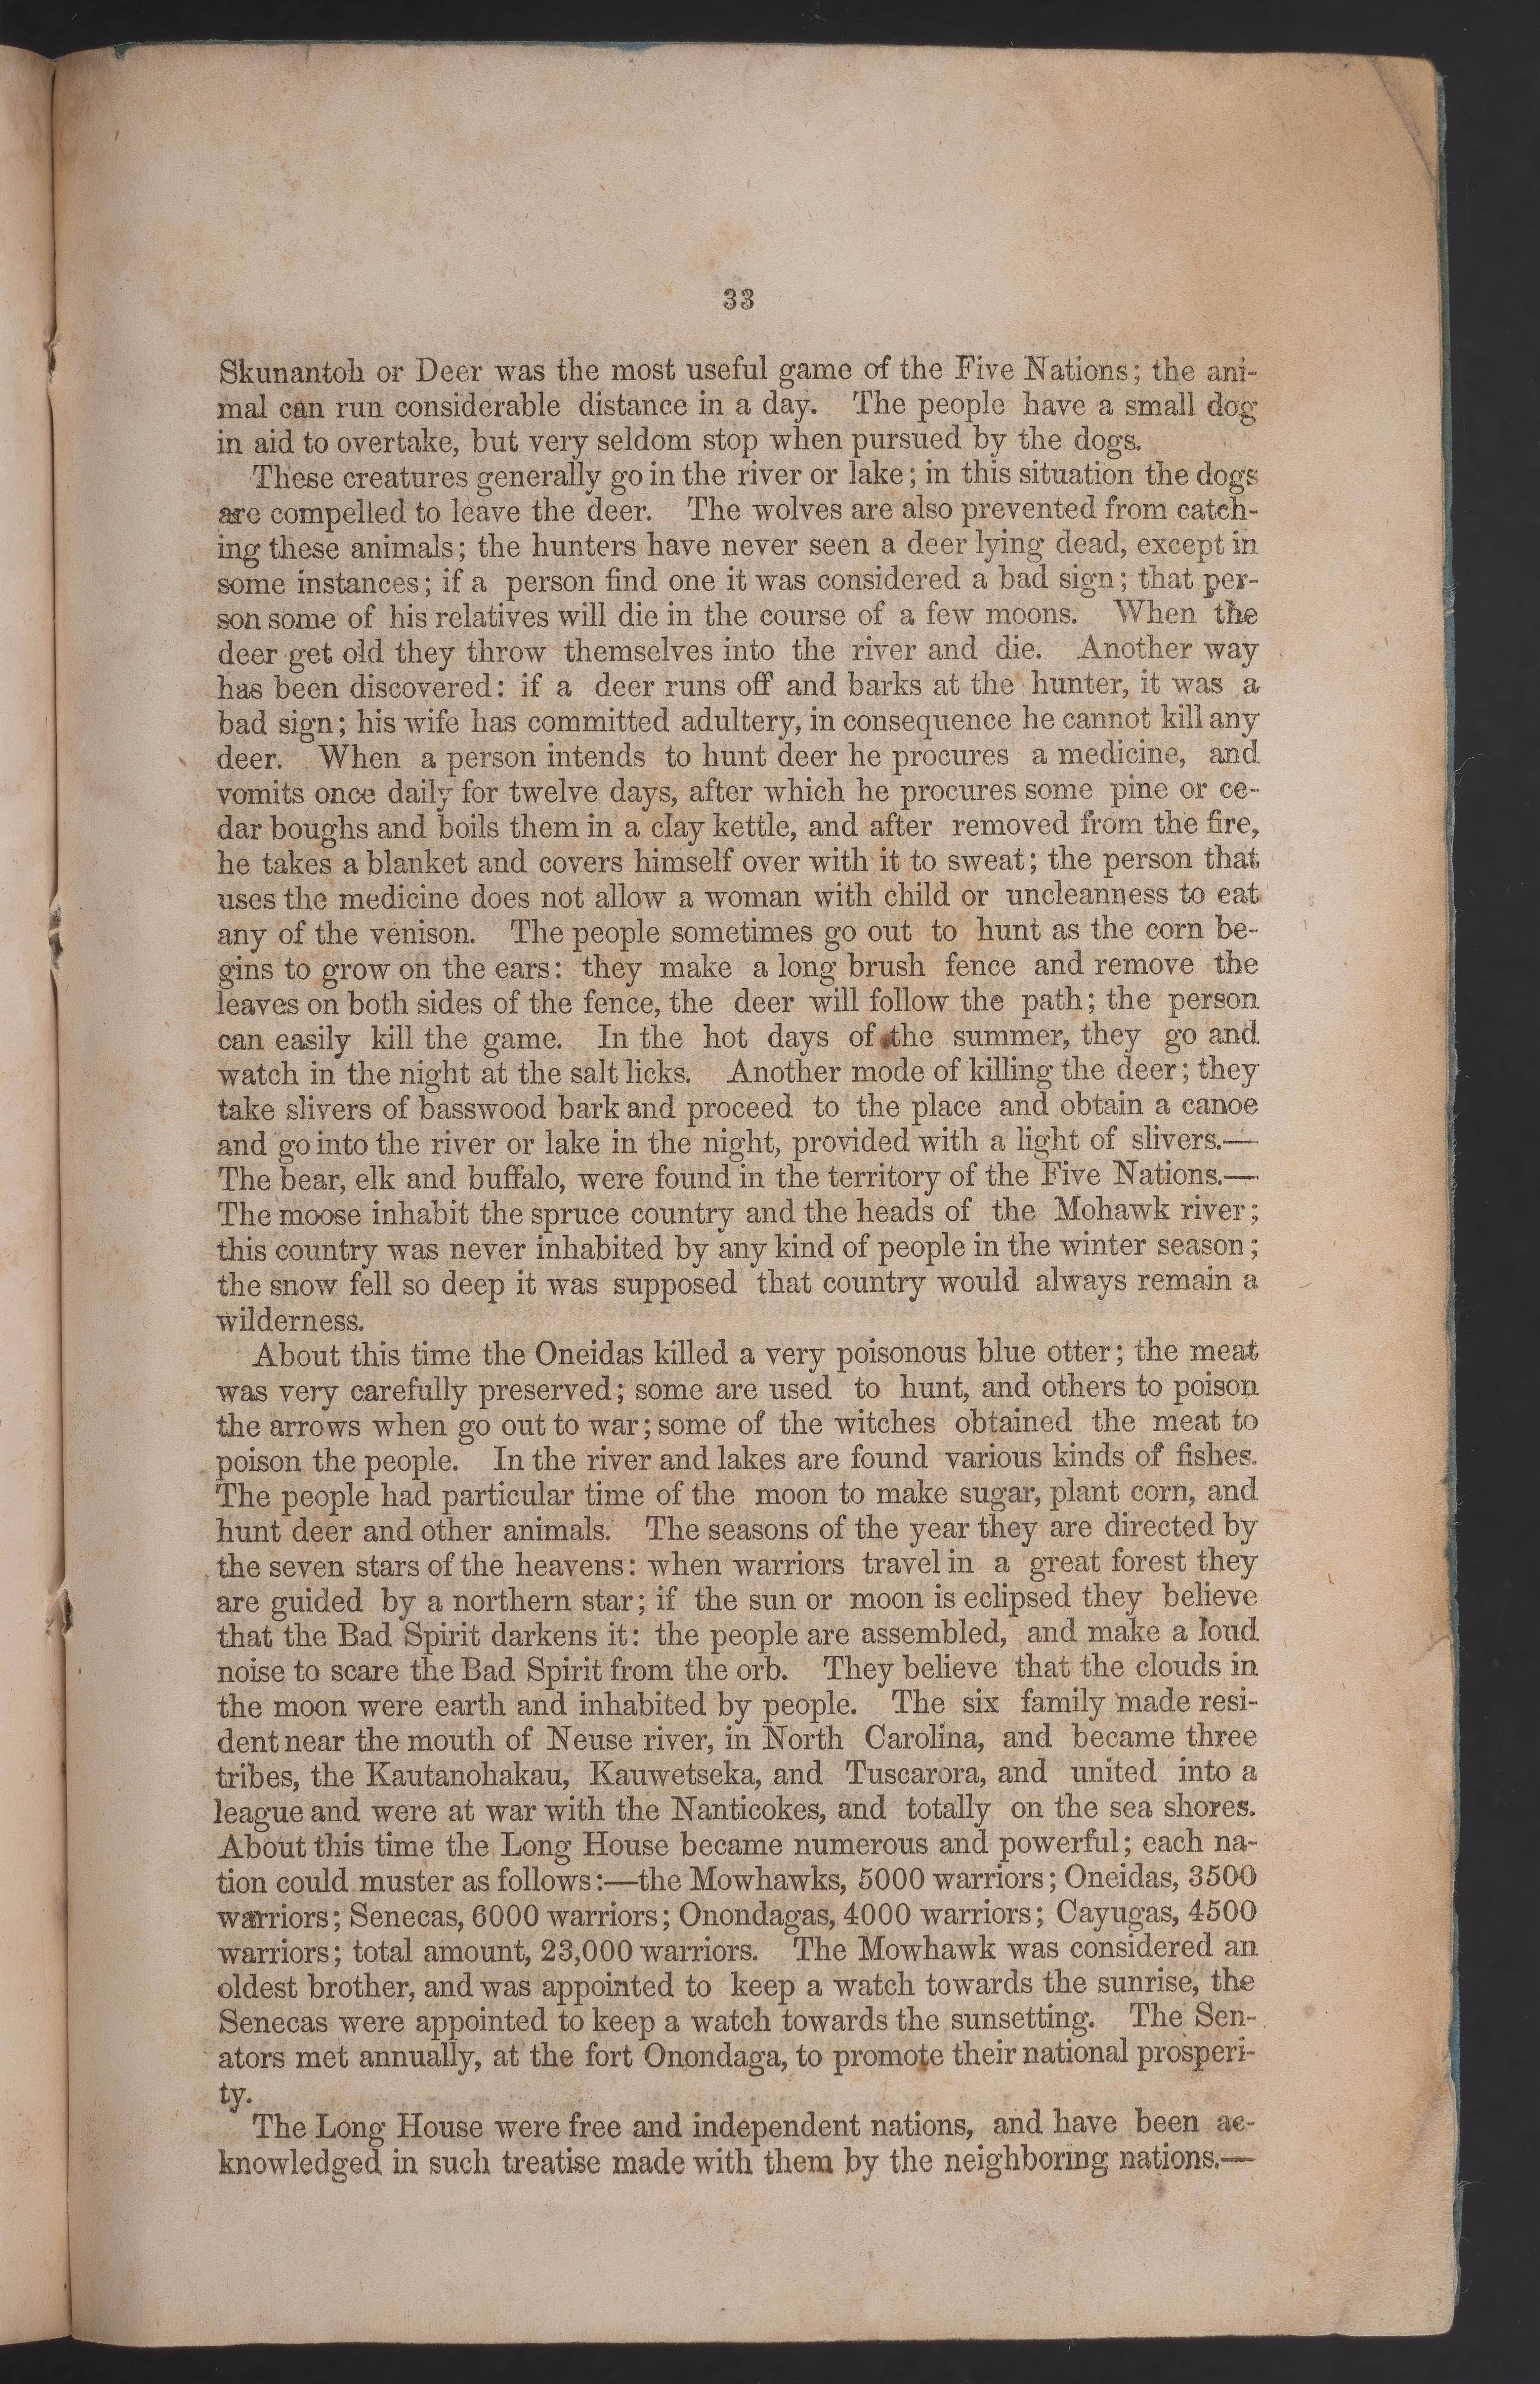 33
Skunantoh or Deer was the most useful game of the Five Nations; the ani-
mal can run considerable distance in a day. The people have a small dog
in aid to overtake, but very seldom stop when pursued by the dogs.
These creatures generally go in the river or lake; in this situation the dogs
are compelled to leave the deer. The wolves are also prevented from catch-
ing these animals; the hunters have never seen a deer lying dead, except in
some instances; if a person find one it was considered a bad sign; that per-
son some of his relatives will die in the course of a few moons. When the
deer get old they throw themselves into the river and die. Another way
has been discovered: if a deer runs off and barks at the hunter, it was a
bad sign; his wife has committed adultery, in consequence he cannot kill any
deer. When a person intends to hunt deer he procures a medicine, and
vomits once daily for twelve days, after which he procures some pine or ce-
dar boughs and boils them in a clay kettle, and after removed from the fire,
he takes a blanket and covers himself over with it to sweat; the person that
uses the medicine does not allow a woman with child or uncleanness to eat
any of the venison. The people sometimes go out to hunt as the corn be-
gins to grow on the ears: they make a long brush fence and remove the
leaves on both sides of the fence, the deer will follow the path; the person
can easily kill the game. In the hot days of the summer, they go and
watch in the night at the salt licks. Another mode of killing the deer; they
take slivers of basswood bark and proceed to the place and obtain a canoe
and go into the river or lake in the night, provided with a light of slivers.—
The bear, elk and buffalo, were found in the territory of the Five Nations.—
The moose inhabit the spruce country and the heads of the Mohawk river;
this country was never inhabited by any kind of people in the winter season;
the snow fell so deep it was supposed that country would always remain a
wilderness.
About this time the Oneidas killed a very poisonous blue otter; the meat
was very carefully preserved; some are used to hunt, and others to poison
the arrows when go out to war; some of the witches obtained the meat to
poison the people. In the river and lakes are found various kinds of fishes.
The people had particular time of the moon to make sugar, plant corn, and
hunt deer and other animals. The seasons of the year they are directed by
the seven stars of the heavens: when warriors travel in a great forest they
are guided by a northern star; if the sun or moon is eclipsed they believe
that the Bad Spirit darkens it: the people are assembled, and make a loud
noise to scare the Bad Spirit from the orb. They believe that the clouds in
the moon were earth and inhabited by people. The six family made resi-
dent near the mouth of Neuse river, in North Carolina, and became three
tribes, the Kautanohakau, Kauwetseka, and Tuscarora, and united into a
league and were at war with the Nanticokes, and totally on the sea shores.
About this time the Long House became numerous and powerful; each na-
tion could muster as follows:—the Mowhawks, 5000 warriors; Oneidas, 3500
warriors; Senecas, 6000 warriors; Onondagas, 4000 warriors; Cayugas, 4500
warriors; total amount, 23,000 warriors. The Mowhawk was considered an
oldest brother, and was appointed to keep a watch towards the sunrise, the
Senecas were appointed to keep a watch towards the sunsetting. The Sen-
ators met annually, at the fort Onondaga, to promote their national prosperi-
ty.
The Long House were free and independent nations, and have been ac-
knowledged in such treatise made with them by the neighboring nations.—